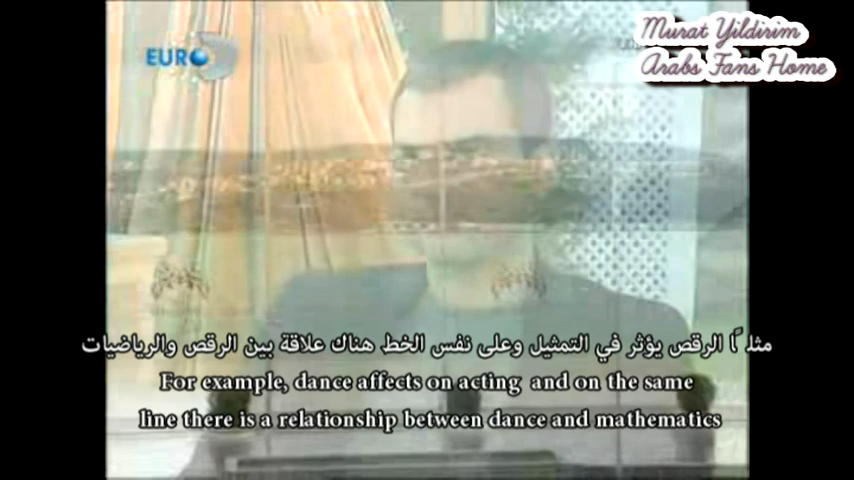 Murat Yildirim
Arabs Fans Home
EURO
مثلًا الرقص يؤثر في التمثيل وعلى نفس الخط هناك علاقة بين الرقص والرياضيات
For example, dance affects on acting and on the same
line there is a relationship between dance and mathematics